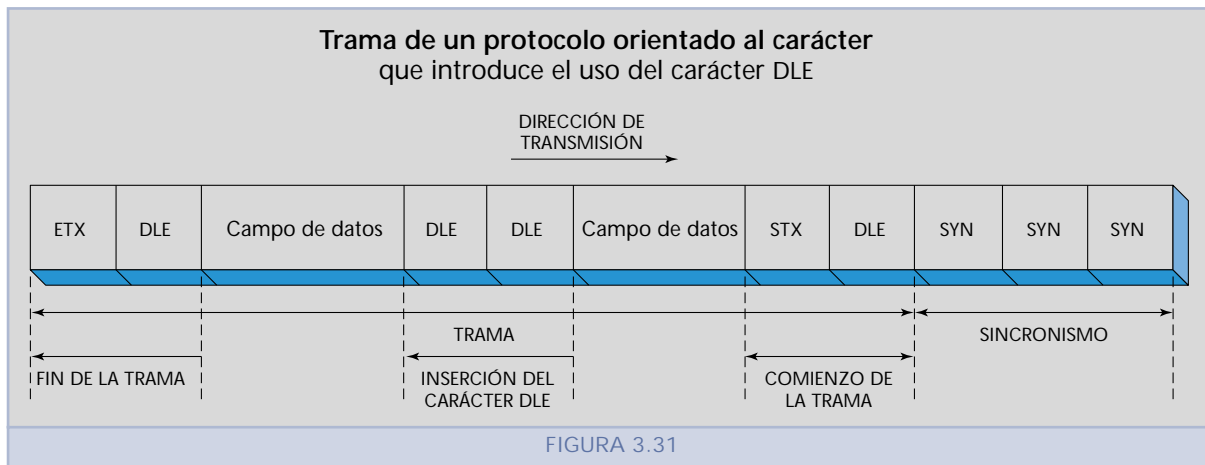 Trama de un protocolo orientado al carácter
que introduce el uso del carácter DLE
DIRECCIÓN DE
TRANSMISIÓN
ETX DLE Campo de datos DLE DLE Campo de datos STX DLE SYN SYN SYN
TRAMA SINCRONISMO
FIN DE LA TRAMA
INSERCIÓN DEL
CARÁCTER DLE
COMIENZO DE
LA TRAMA
FIGURA 3.31